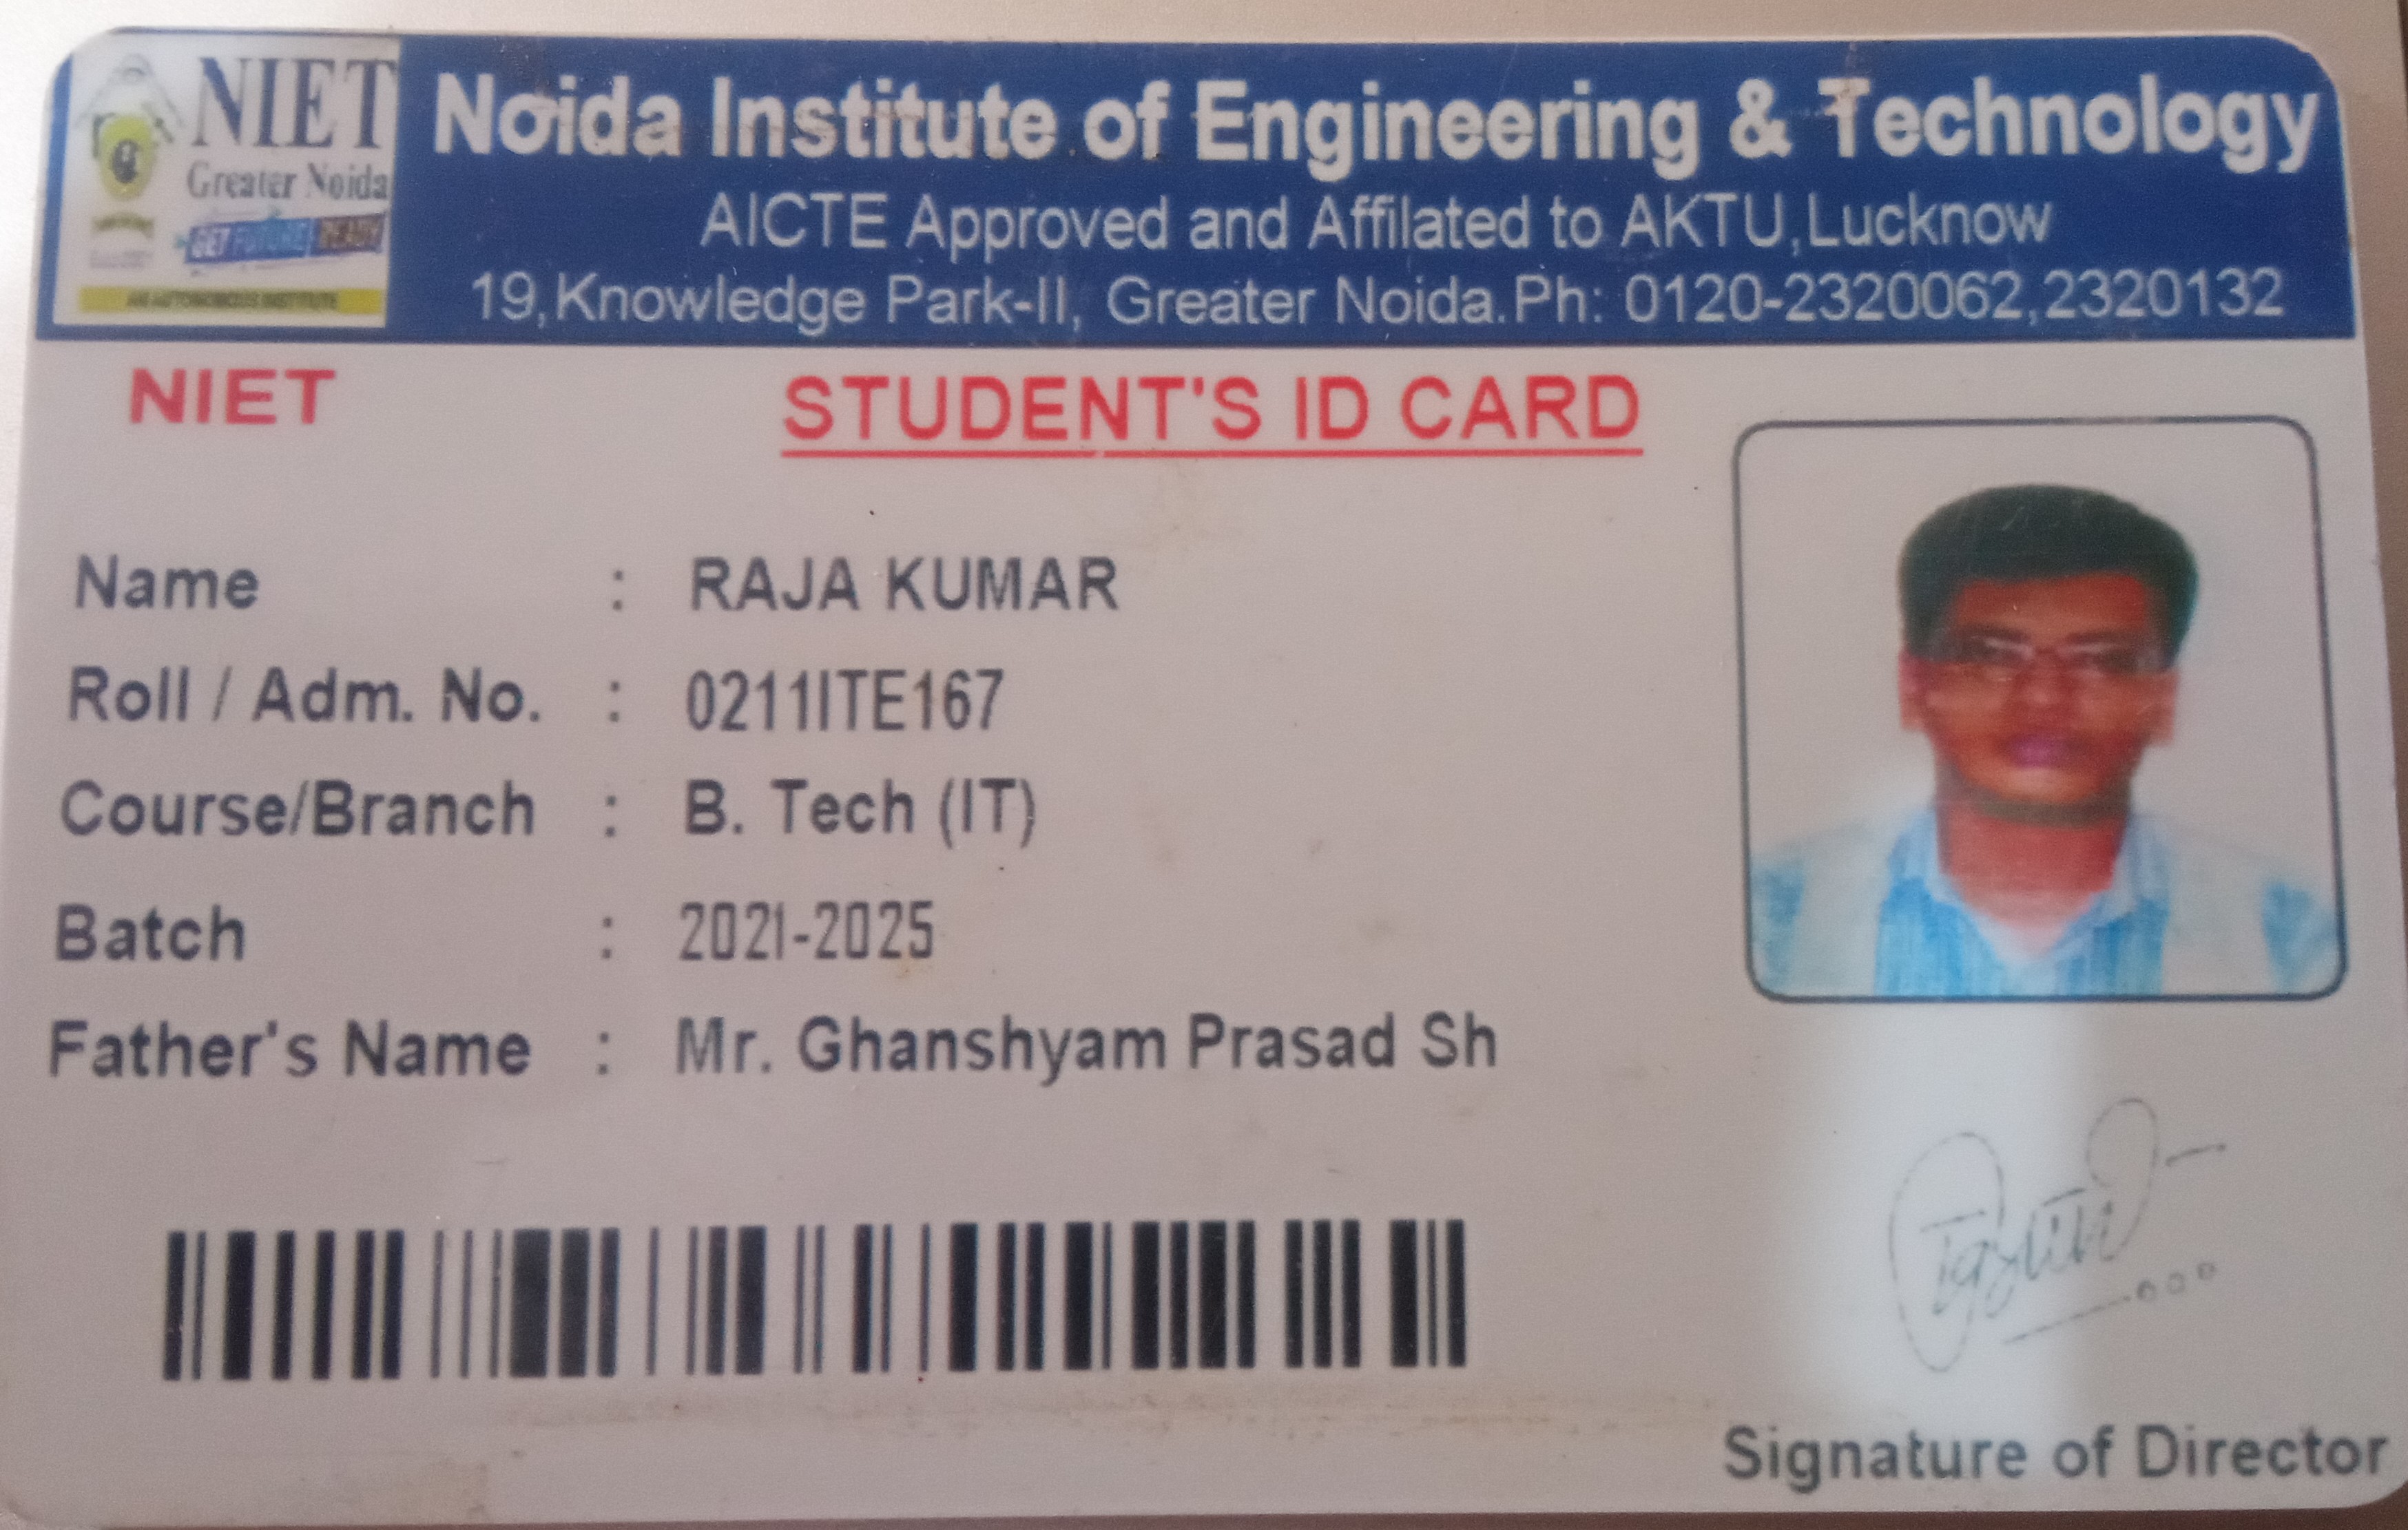 NIET
Greater Noida
GET FUTURE READY
AN AUTONOMOUS INSTITUTE
Noida Institute of Engineering & Technology
AICTE Approved and Affilated to AKTU,Lucknow
19,Knowledge Park-II, Greater Noida.Ph: 0120-2320062,2320132
NIET
STUDENT'S ID CARD
Name : RAJA KUMAR
Roll / Adm. No. : 0211ITE167
Course/Branch : B. Tech (IT)
Batch : 2021-2025
Father's Name : Mr. Ghanshyam Prasad Sh
Signature of Director